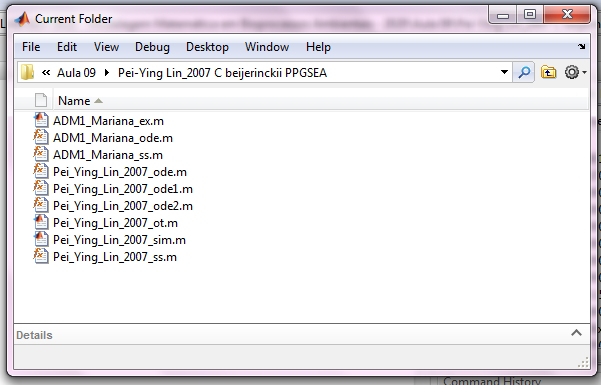 Current Folder
File Edit View Debug Desktop Window Help
« Aula 09 Pei-Ying Lin_2007 C beijerinckii PPGSEA
Name
ADM1_Mariana_ex.m
ADM1_Mariana_ode.m
ADM1_Mariana_ss.m
Pei_Ying_Lin_2007_ode.m
Pei_Ying_Lin_2007_ode1.m
Pei_Ying_Lin_2007_ode2.m
Pei_Ying_Lin_2007_ot.m
Pei_Ying_Lin_2007_sim.m
Pei_Ying_Lin_2007_ss.m
Details
Command History